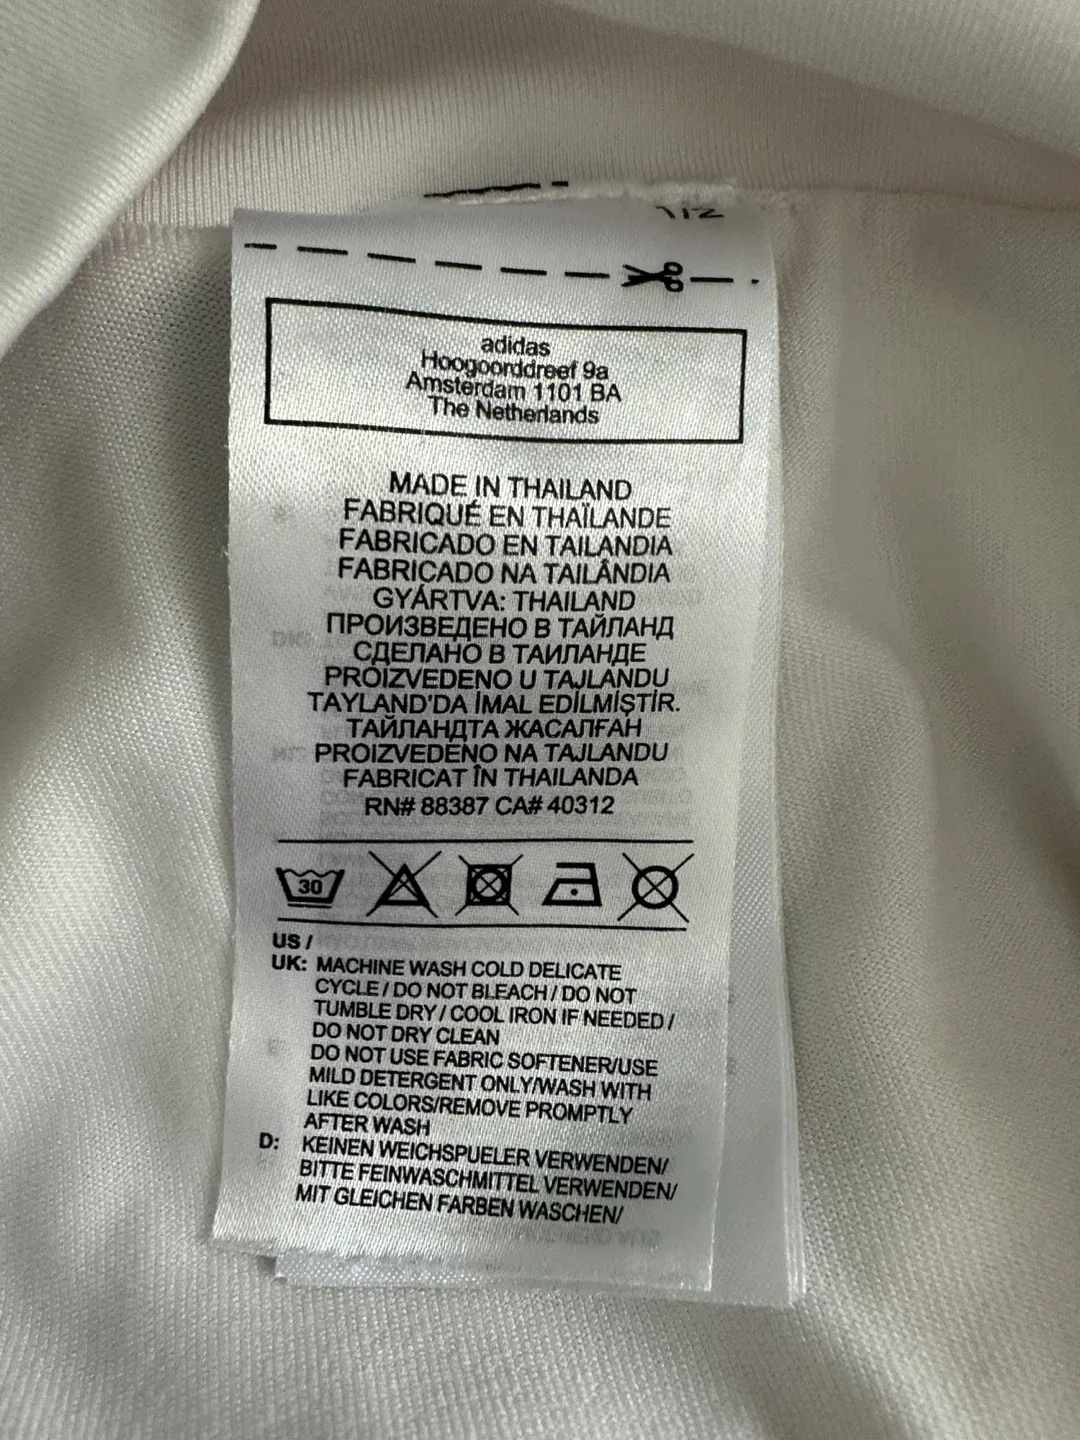 adidas
Hoogoorddreef 9a
Amsterdam 1101 BA
The Netherlands
MADE IN THAILAND
FABRIQUÉ EN THAÏLANDE
FABRICADO EN TAILANDIA
FABRICADO NA TAILÂNDIA
GYÁRTVA: THAILAND
ПРОИЗВЕДЕНО В ТАЙЛАНД
СДЕЛАНО В ТАИЛАНДЕ
PROIZVEDENO U TAJLANDU
TAYLAND'DA İMAL EDİLMİŞTİR.
ТАЙЛАНДТА ЖАСАЛҒАН
PROIZVEDENO NA TAJLANDU
FABRICAT ÎN THAILANDA
RN# 88387 CA# 40312
30
US /
UK: MACHINE WASH COLD DELICATE
CYCLE / DO NOT BLEACH / DO NOT
TUMBLE DRY / COOL IRON IF NEEDED /
DO NOT DRY CLEAN
DO NOT USE FABRIC SOFTENER/USE
MILD DETERGENT ONLY/WASH WITH
LIKE COLORS/REMOVE PROMPTLY
AFTER WASH
D: KEINEN WEICHSPUELER VERWENDEN/
BITTE FEINWASCHMITTEL VERWENDEN/
MIT GLEICHEN FARBEN WASCHEN/